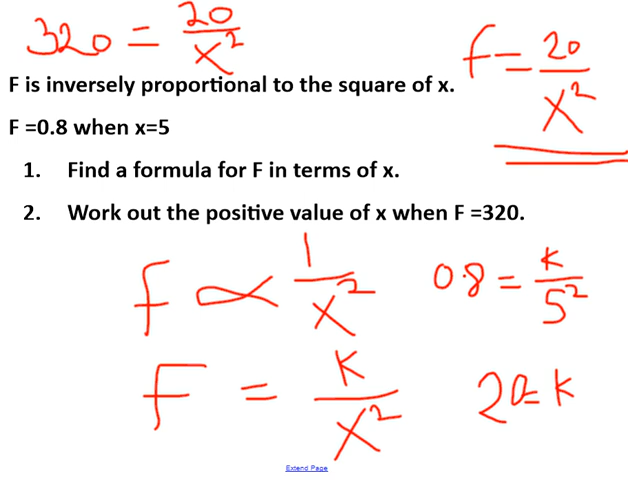 320 = 20/x²
f = 20/x²
F is inversely proportional to the square of x.
F =0.8 when x=5
1. Find a formula for F in terms of x.
2. Work out the positive value of x when F =320.
f ∝ 1/x²
0.8 = k/5²
F = k/x²
20 = k
Extend Page